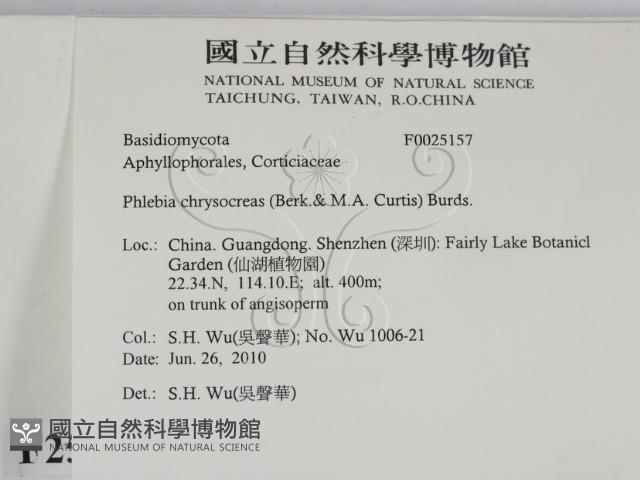 國立自然科學博物館
NATIONAL MUSEUM OF NATURAL SCIENCE
TAICHUNG, TAIWAN, R.O.CHINA
Basidiomycota F0025157
Aphyllophorales, Corticiaceae
Phlebia chrysocreas (Berk.& M.A. Curtis) Burds.
Loc.: China. Guangdong. Shenzhen (深圳): Fairly Lake Botanicl
Garden (仙湖植物園)
22.34.N, 114.10.E; alt. 400m;
on trunk of angisoperm
Col.: S.H. Wu(吳聲華); No. Wu 1006-21
Date: Jun. 26, 2010
Det.: S.H. Wu(吳聲華)
國立自然科學博物館
NATIONAL MUSEUM OF NATURAL SCIENCE